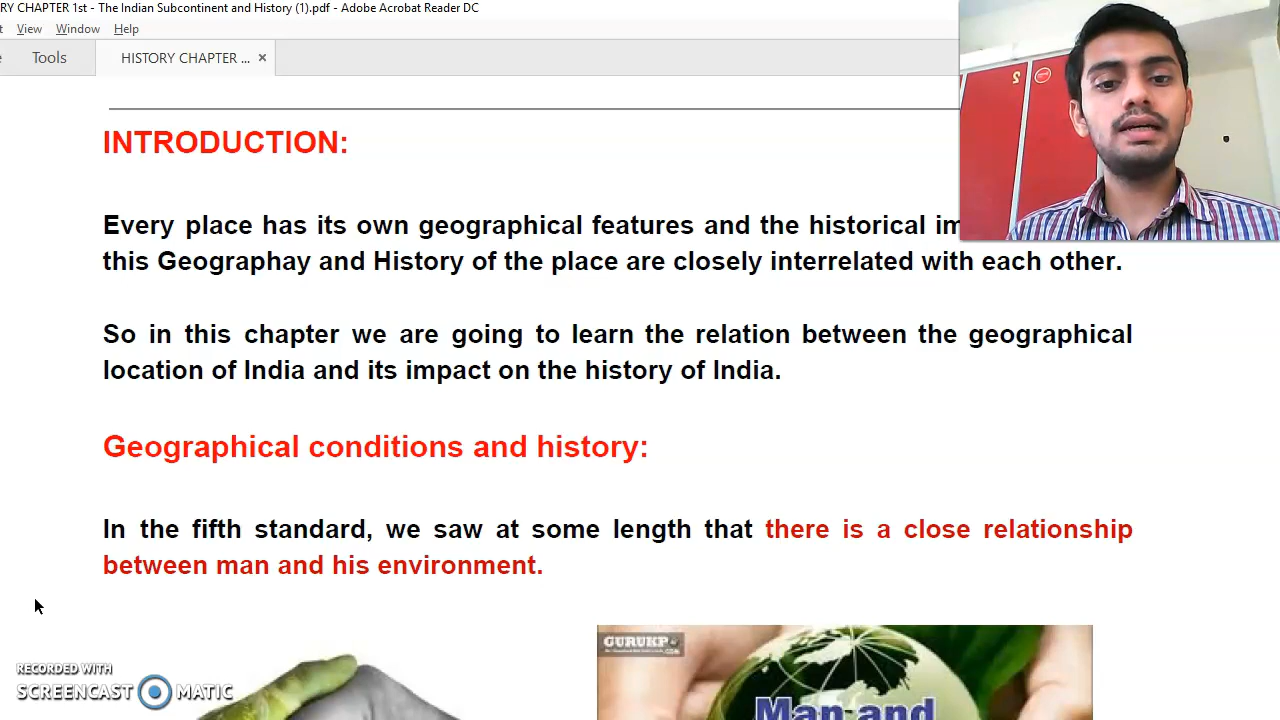 RY CHAPTER 1st - The Indian Subcontinent and History (1).pdf - Adobe Acrobat Reader DC
View Window Help
Tools HISTORY CHAPTER ... ×
INTRODUCTION:
Every place has its own geographical features and the historical
this Geographay and History of the place are closely interrelated with each other.
So in this chapter we are going to learn the relation between the geographical
location of India and its impact on the history of India.
Geographical conditions and history:
In the fifth standard, we saw at some length that there is a close relationship
between man and his environment.
GURUKP
Man and
RECORDED WITH
SCREENCAST MATIC
2